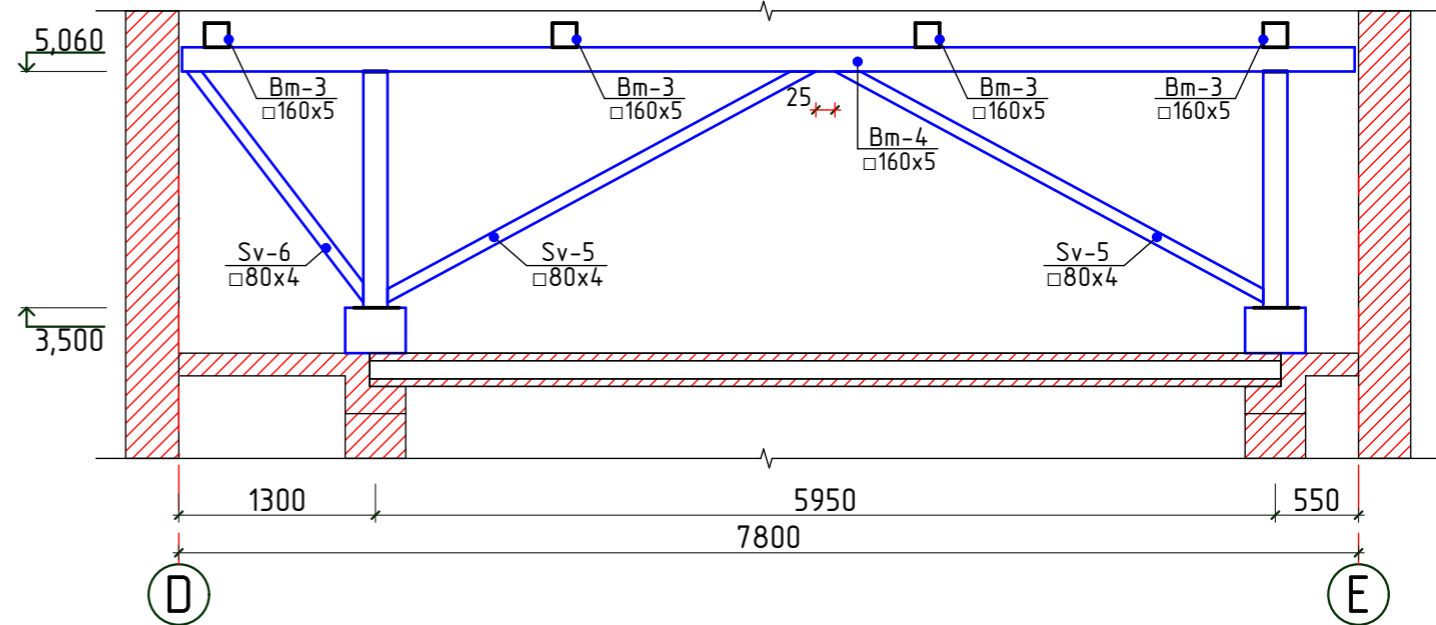 5,060
Bm-3
□160x5
Bm-3
□160x5
Bm-3
□160x5
Bm-3
□160x5
25
Bm-4
□160x5
Sv-6
□80x4
Sv-5
□80x4
Sv-5
□80x4
3,500
1300
5950
550
7800
D
E